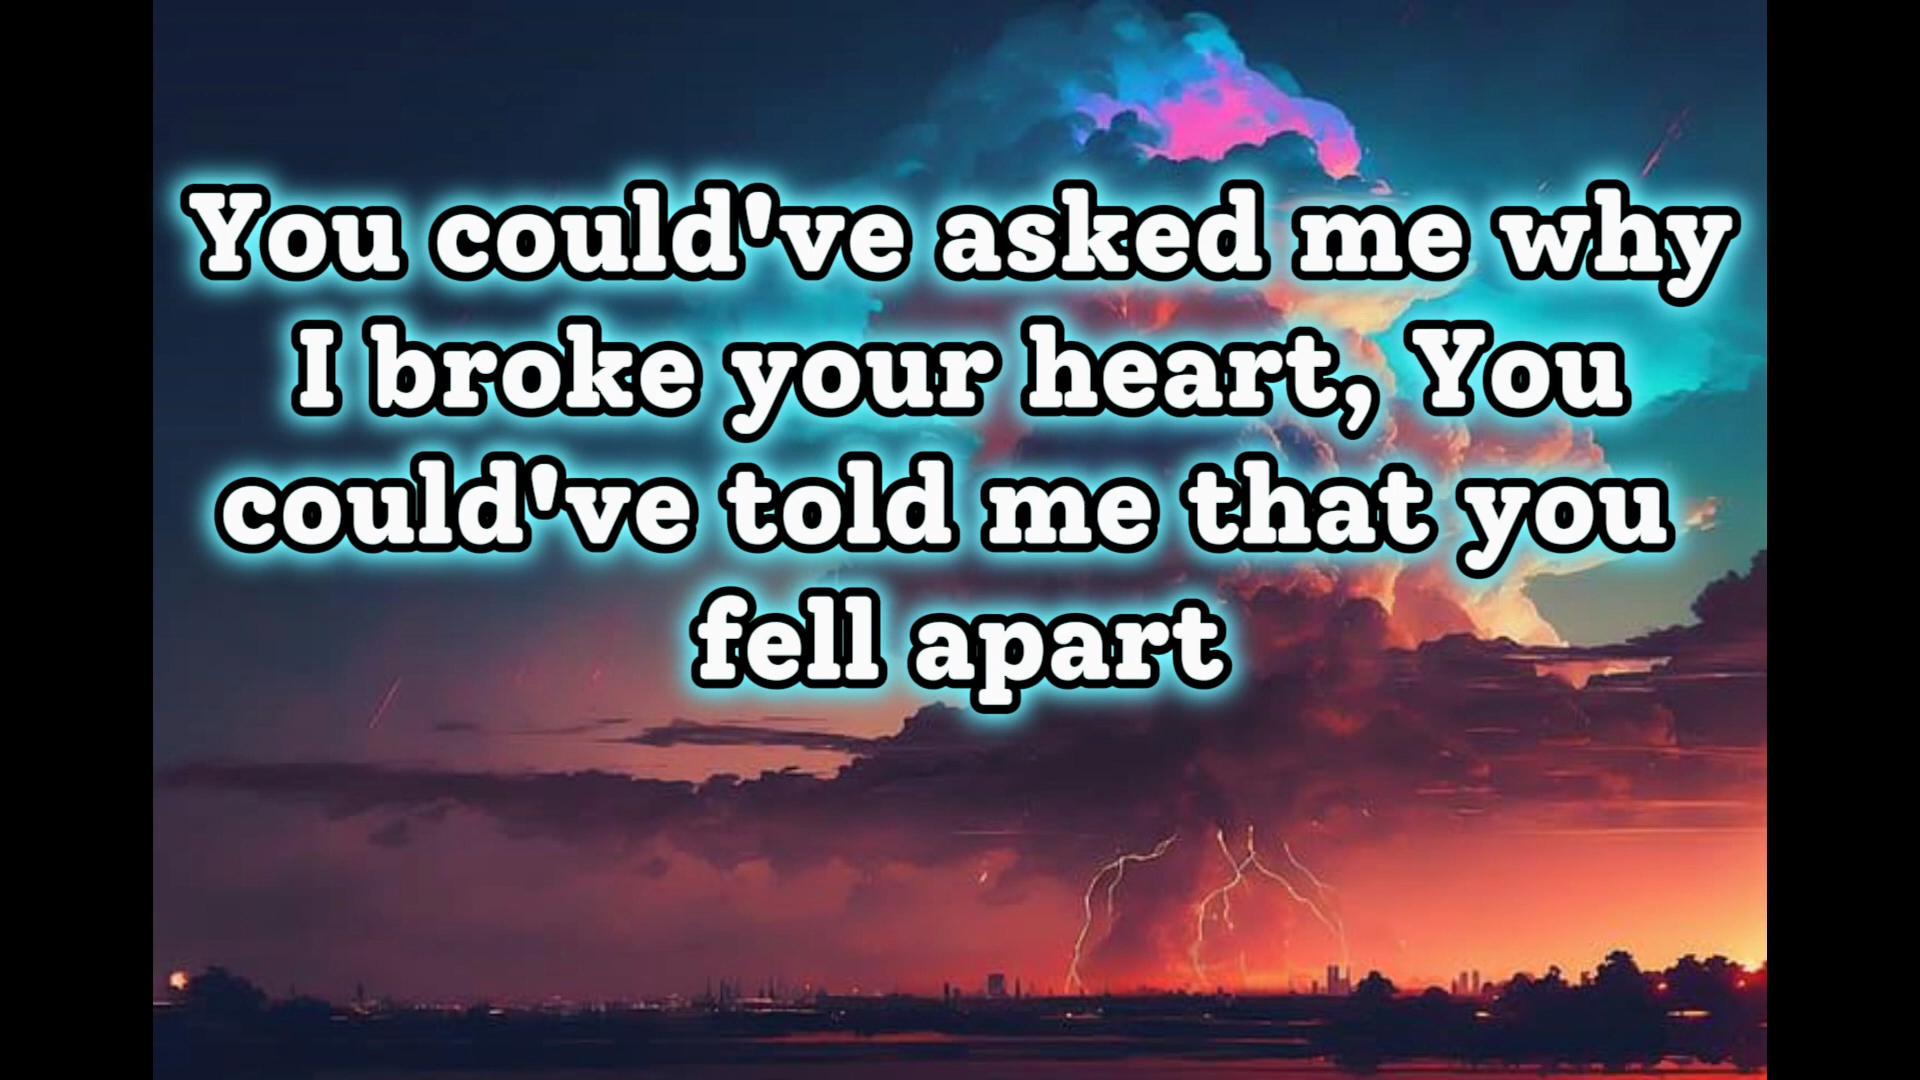 You could've asked me why
I broke your heart, You
could've told me that you
fell apart